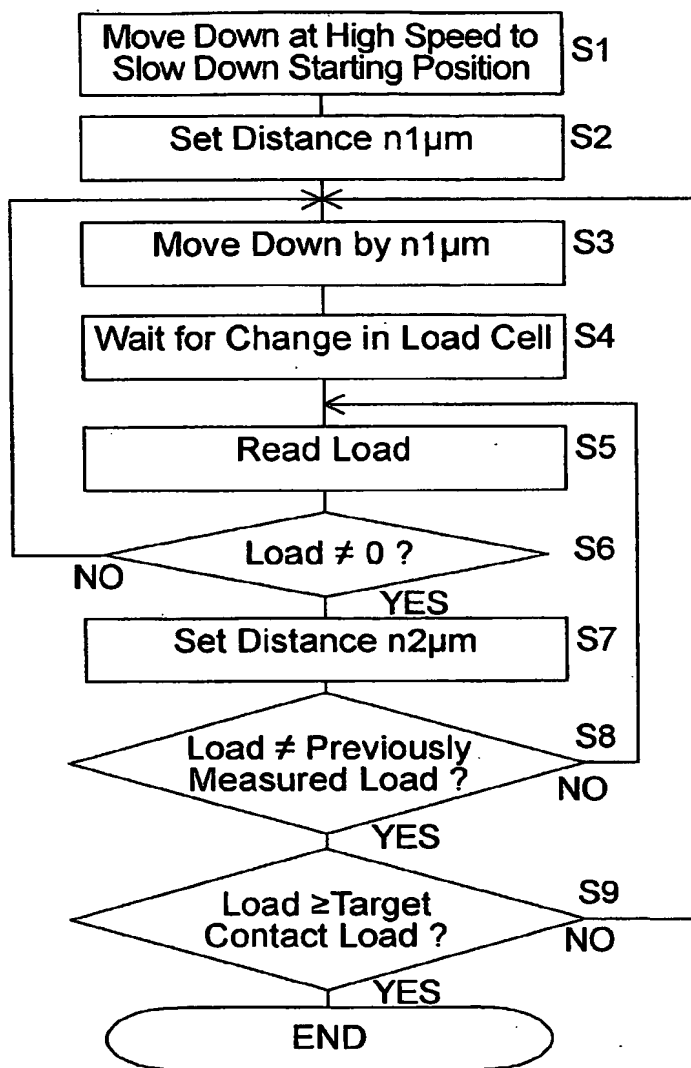 Move Down at High Speed to
Slow Down Starting Position
S1
Set Distance n1μm
S2
Move Down by n1μm
S3
Wait for Change in Load Cell
S4
Read Load
S5
Load ≠ 0 ?
S6
NO
YES
Set Distance n2μm
S7
Load ≠ Previously
Measured Load ?
S8
NO
YES
Load ≥Target
Contact Load ?
S9
NO
YES
END